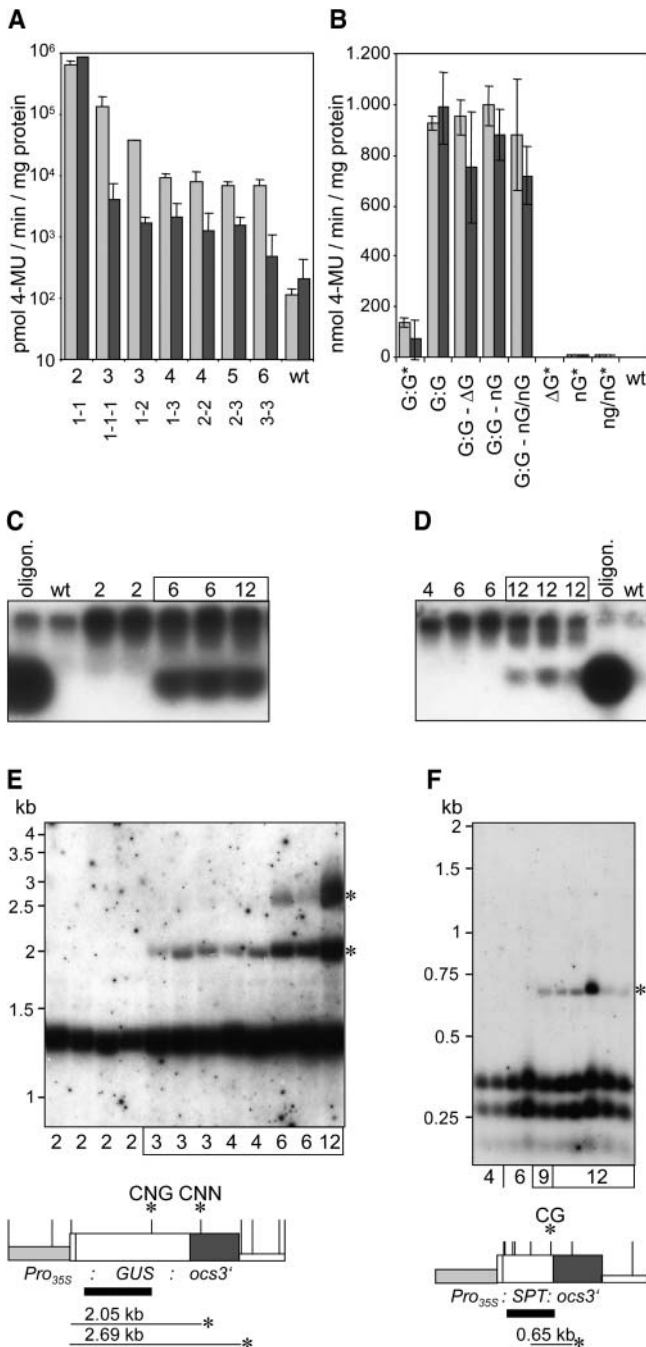 A
pmol 4-MU / min / mg protein
10⁶
10⁵
10⁴
10³
10²
10
2 3 3 4 4 5 6 wt
1-1 1-1-1 1-2 1-3 2-2 2-3 3-3
B
nmol 4-MU / min / mg protein
1.000
800
600
400
200
0
G:G* G:G G:G - ΔG G:G - nG G:G - nG/nG ΔG* nG* ng/nG* wt
C
oligon. wt 2 2 6 6 12
D
4 6 6 12 12 12 oligon. wt
E
kb
4
3.5
3
2.5
*
2
*
1.5
1
2 2 2 2 3 3 3 4 4 6 6 12
CNG CNN
* *
Pro35S : GUS : ocs3'
2.05 kb *
2.69 kb *
F
kb
2
1
0.75
*
0.5
0.25
4 6 9 12
CG
*
Pro35S : SPT: ocs3'
0.65 kb *